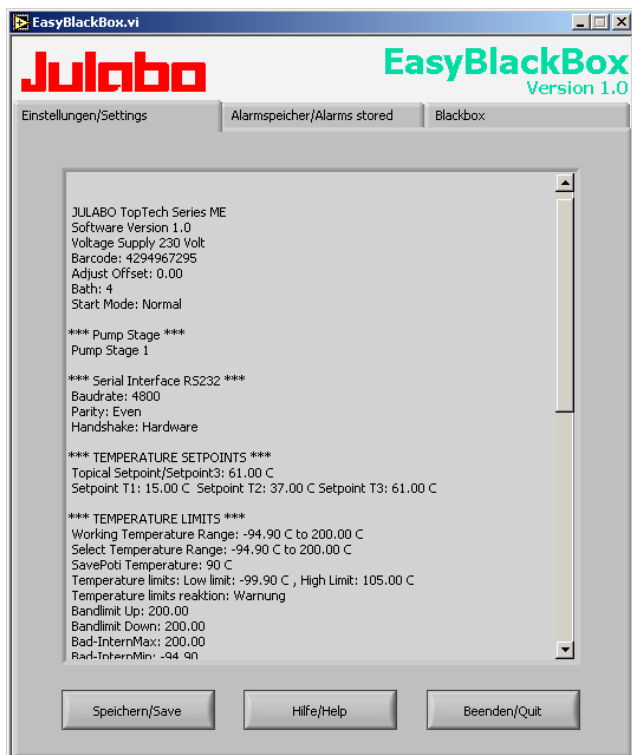 EasyBlackBox.vi
Julabo
EasyBlackBox
Version 1.0
Einstellungen/Settings
Alarmspeicher/Alarms stored
Blackbox
JULABO TopTech Series ME
Software Version 1.0
Voltage Supply 230 Volt
Barcode: 4294967295
Adjust Offset: 0.00
Bath: 4
Start Mode: Normal
*** Pump Stage ***
Pump Stage 1
*** Serial Interface RS232 ***
Baudrate: 4800
Parity: Even
Handshake: Hardware
*** TEMPERATURE SETPOINTS ***
Topical Setpoint/Setpoint3: 61.00 C
Setpoint T1: 15.00 C Setpoint T2: 37.00 C Setpoint T3: 61.00 C
*** TEMPERATURE LIMITS ***
Working Temperature Range: -94.90 C to 200.00 C
Select Temperature Range: -94.90 C to 200.00 C
SavePoti Temperature: 90 C
Temperature limits: Low limit: -99.90 C , High Limit: 105.00 C
Temperature limits reaktion: Warnung
Bandlimit Up: 200.00
Bandlimit Down: 200.00
Bad-InternMax: 200.00
Bad-InternMin: -94.90
Speichern/Save
Hilfe/Help
Beenden/Quit